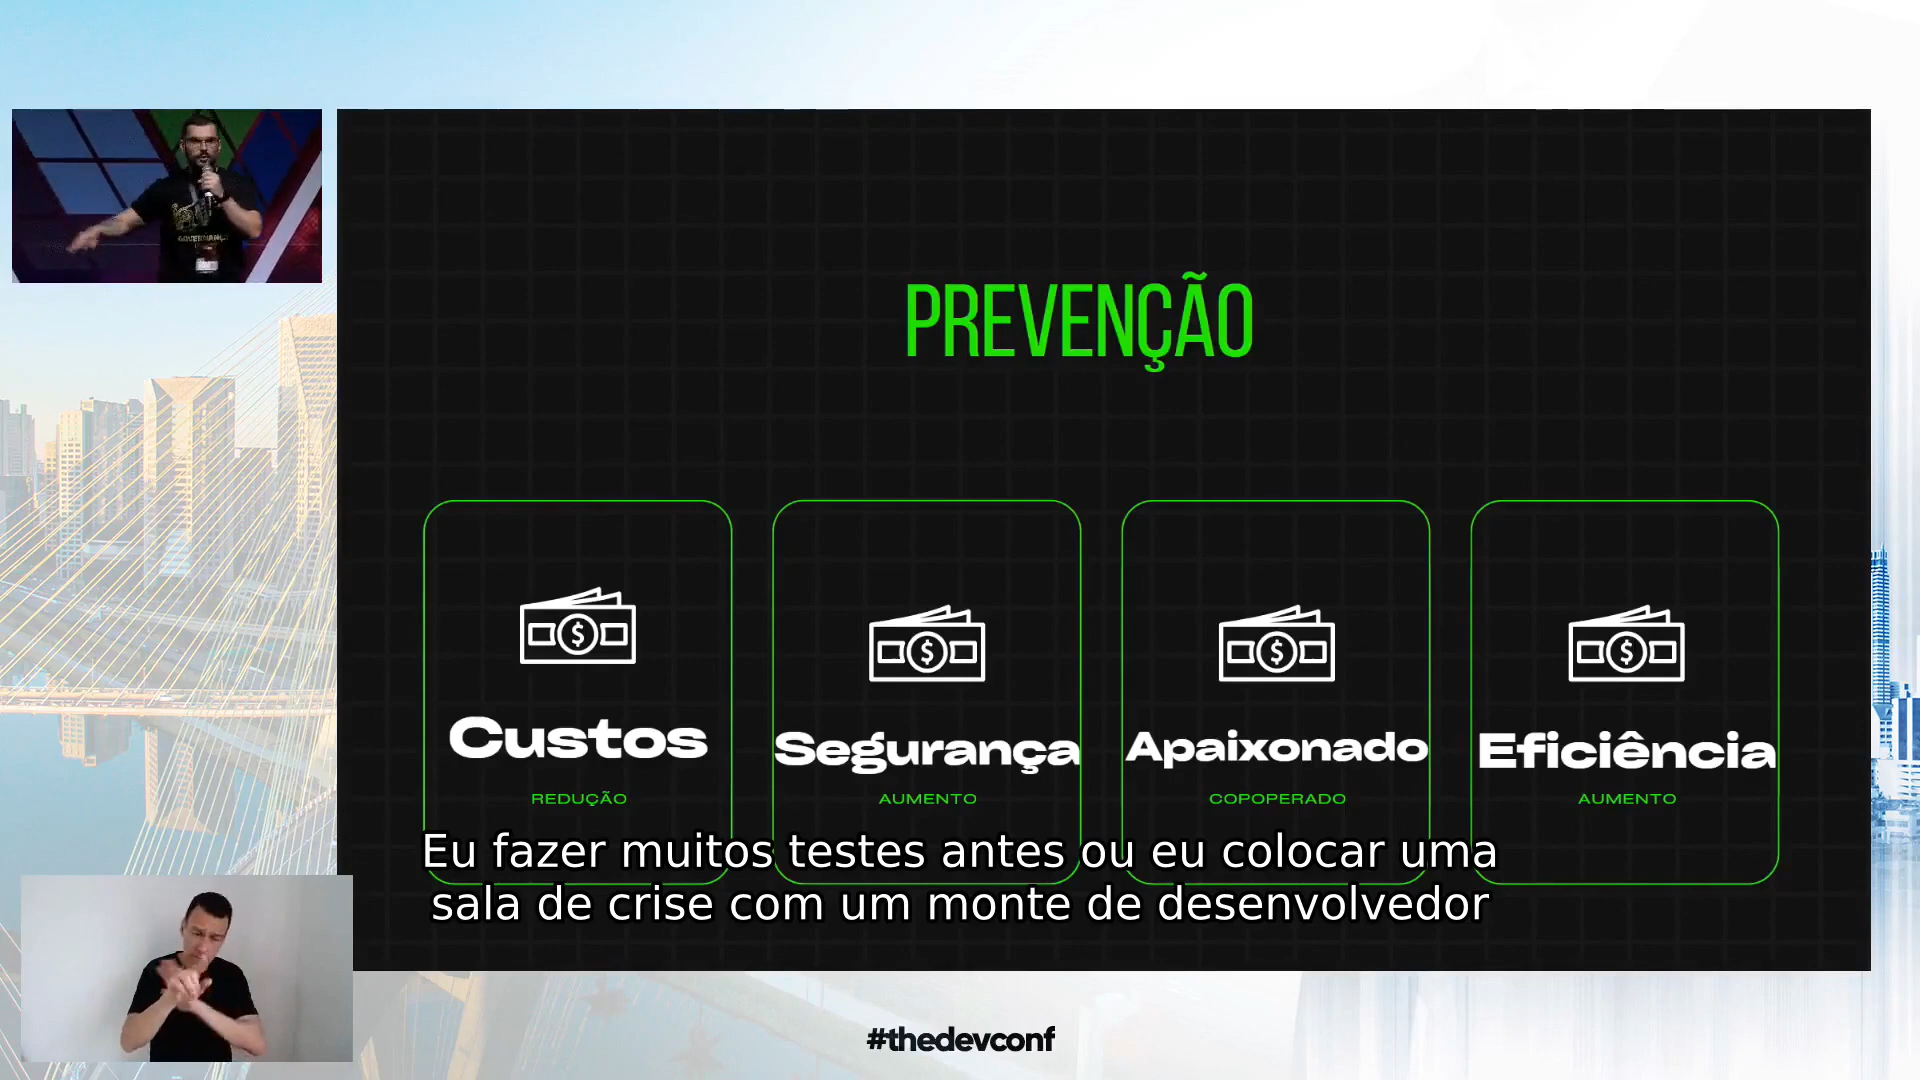 GOVERNANÇA
PREVENÇÃO
Custos
REDUÇÃO
Segurança
AUMENTO
Apaixonado
COPOPERADO
Eficiência
AUMENTO
Eu fazer muitos testes antes ou eu colocar uma
sala de crise com um monte de desenvolvedor
#thedevconf